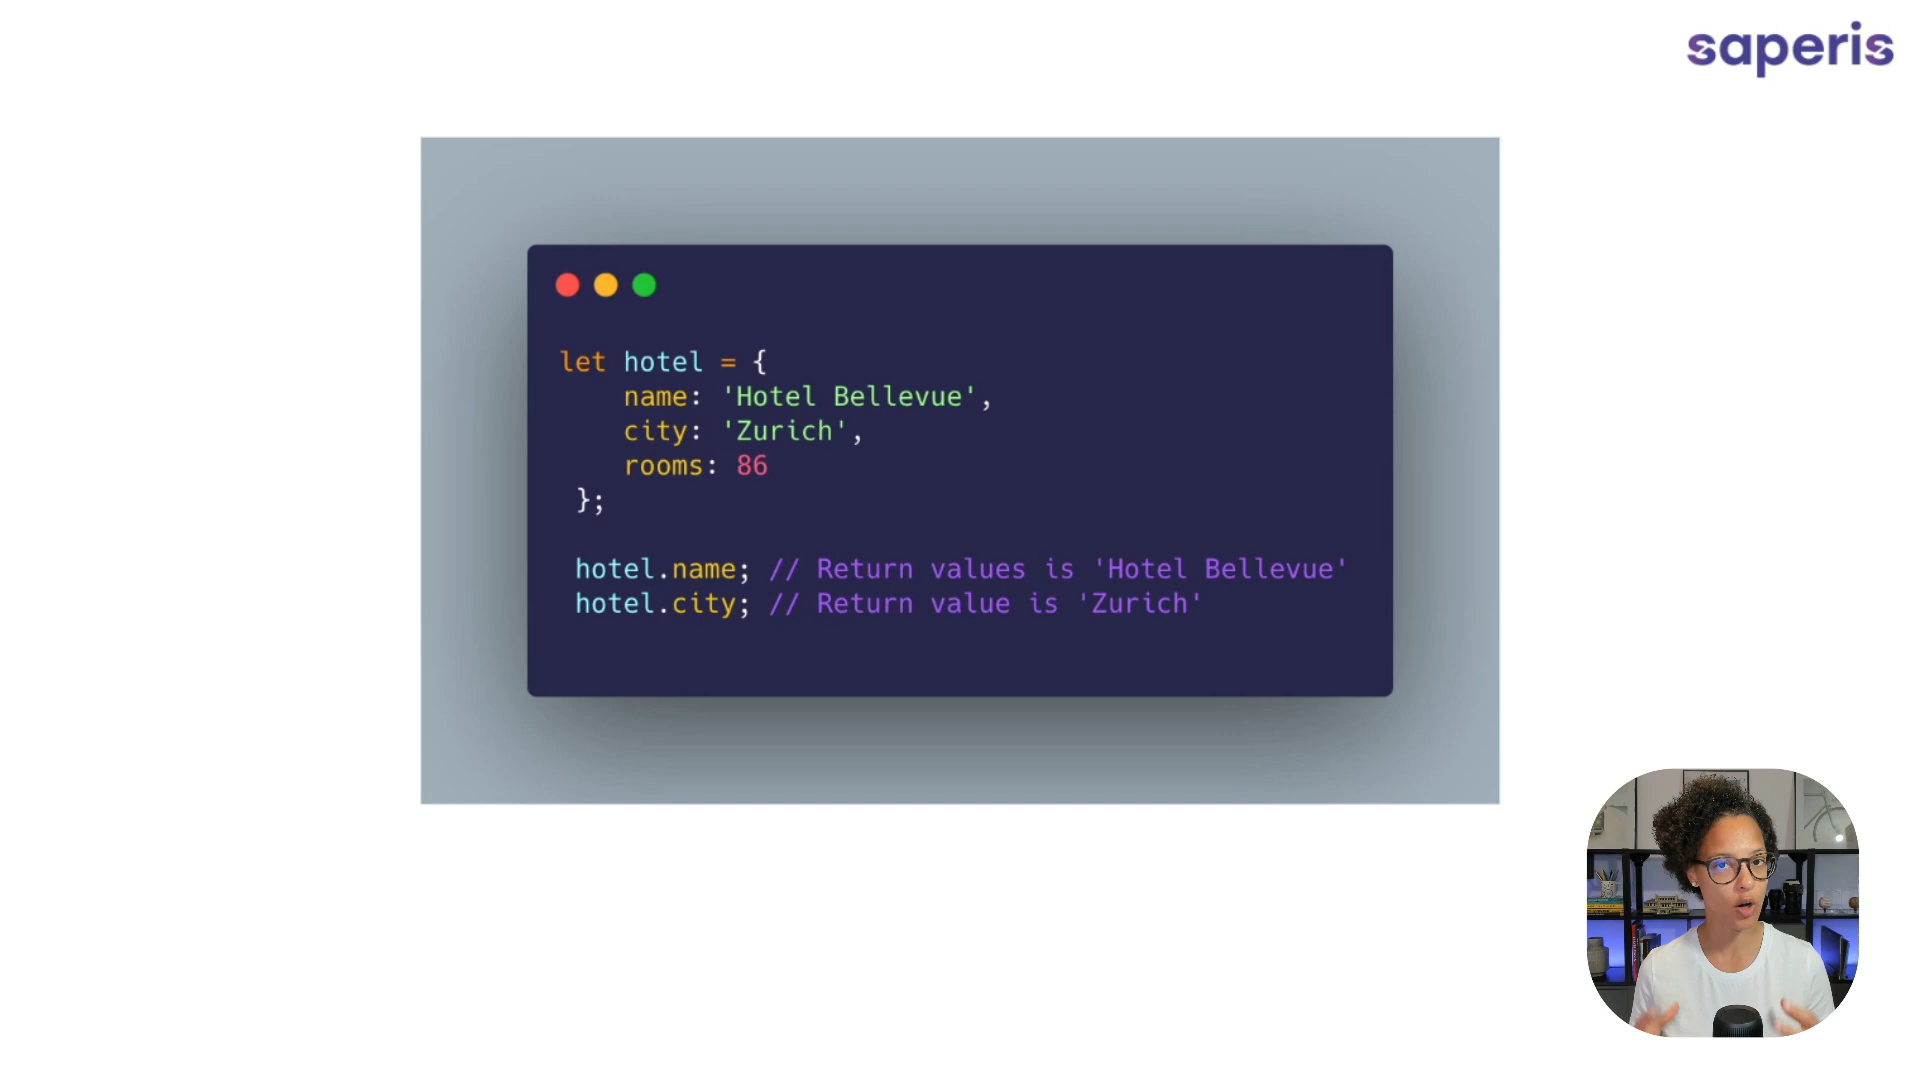 saperis
let hotel = {
name: 'Hotel Bellevue',
city: 'Zurich',
rooms: 86
};
hotel.name; // Return values is 'Hotel Bellevue'
hotel.city; // Return value is 'Zurich'